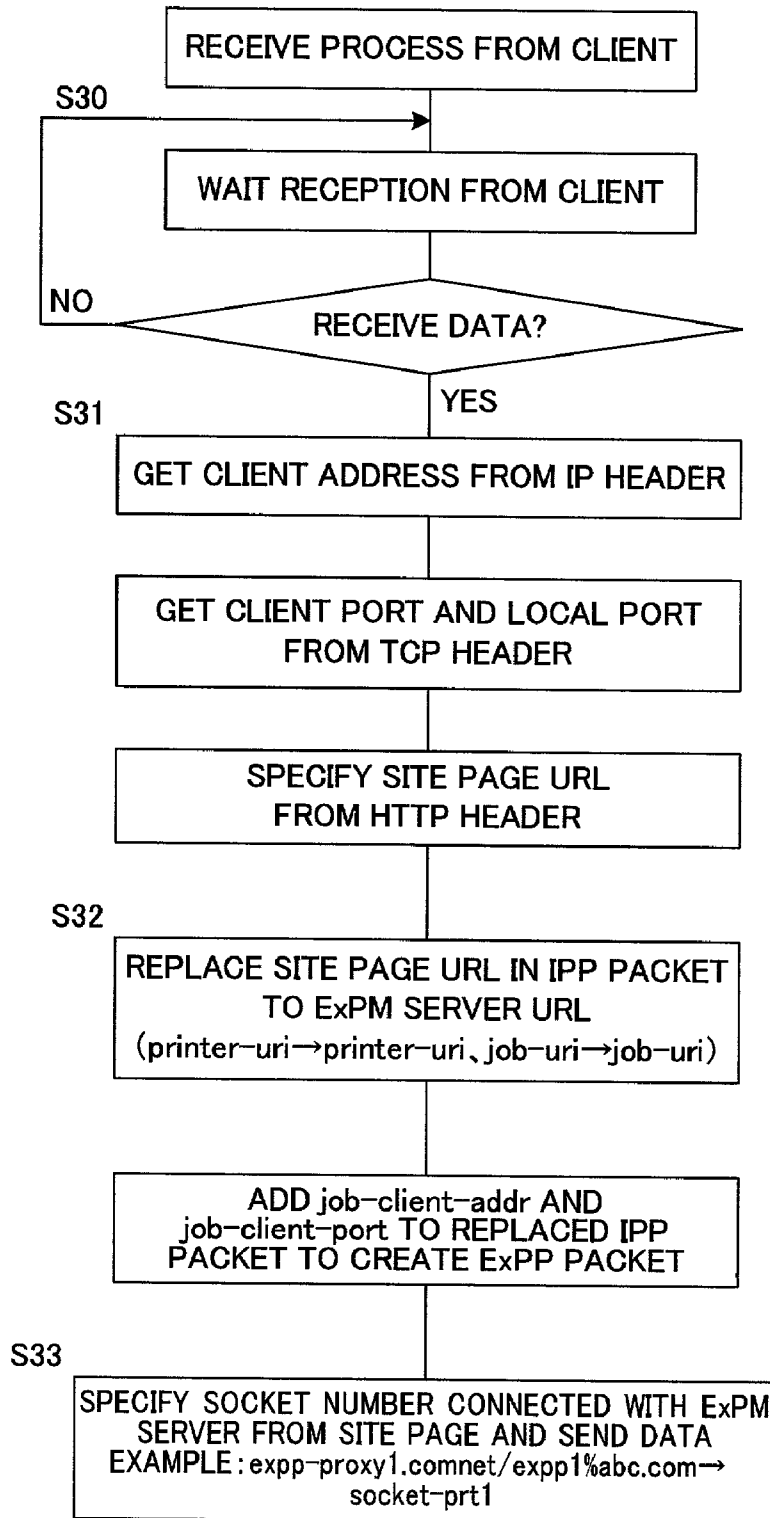 RECEIVE PROCESS FROM CLIENT
S30
WAIT RECEPTION FROM CLIENT
NO
RECEIVE DATA?
YES
S31
GET CLIENT ADDRESS FROM IP HEADER
GET CLIENT PORT AND LOCAL PORT
FROM TCP HEADER
SPECIFY SITE PAGE URL
FROM HTTP HEADER
S32
REPLACE SITE PAGE URL IN IPP PACKET
TO ExPM SERVER URL
(printer-uri→printer-uri、job-uri→job-uri)
ADD job-client-addr AND
job-client-port TO REPLACED IPP
PACKET TO CREATE ExPP PACKET
S33
SPECIFY SOCKET NUMBER CONNECTED WITH ExPM
SERVER FROM SITE PAGE AND SEND DATA
EXAMPLE:expp-proxy1.comnet/expp1%abc.com→
socket-prt1